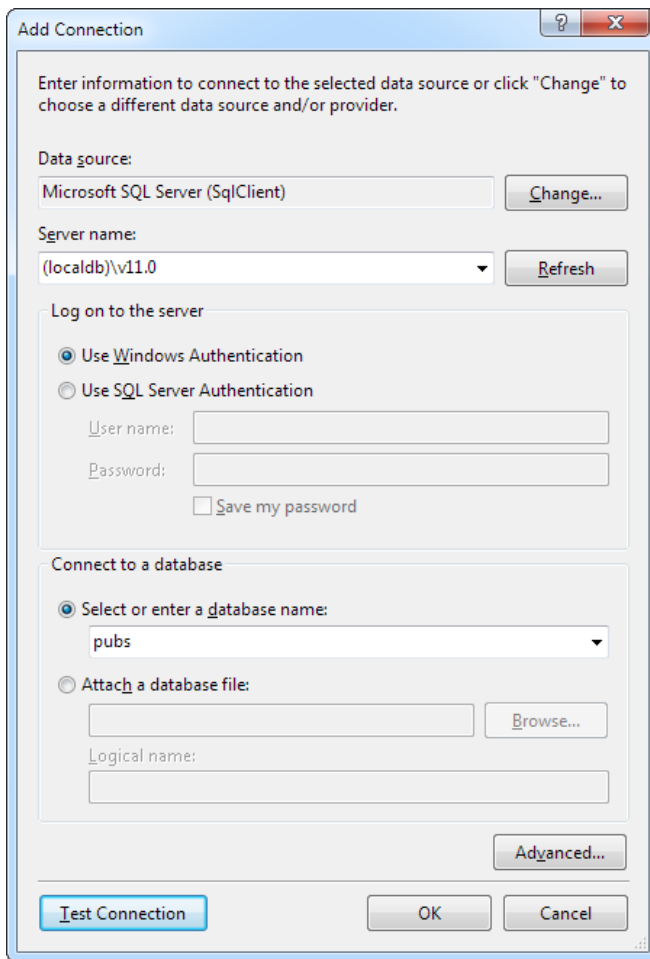 Add Connection
Enter information to connect to the selected data source or click "Change" to
choose a different data source and/or provider.
Data source:
Microsoft SQL Server (SqlClient)
Change...
Server name:
(localdb)\v11.0
Refresh
Log on to the server
Use Windows Authentication
Use SQL Server Authentication
User name:
Password:
Save my password
Connect to a database
Select or enter a database name:
pubs
Attach a database file:
Browse...
Logical name:
Advanced...
Test Connection
OK
Cancel